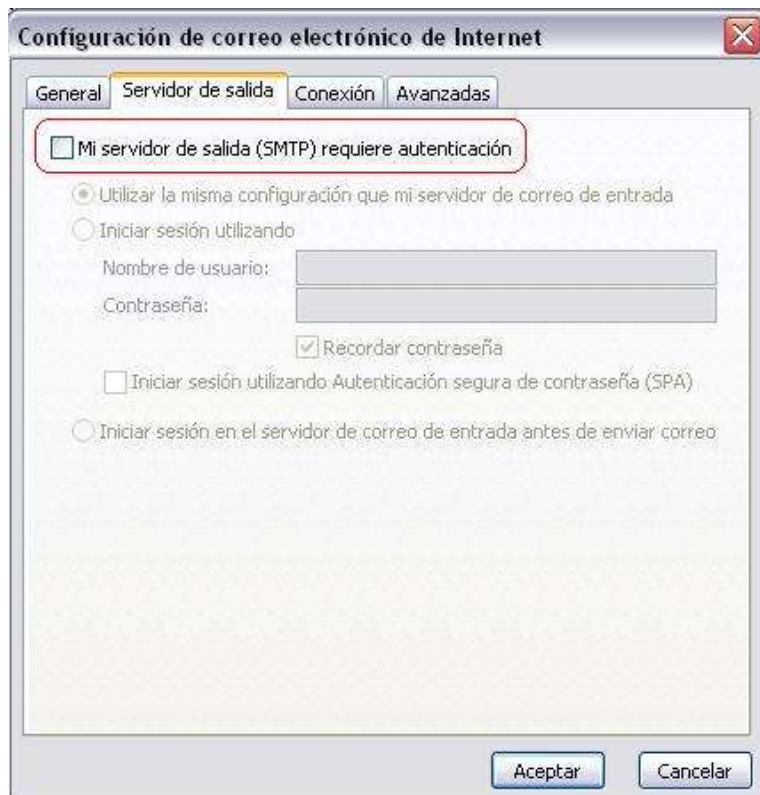 Configuración de correo electrónico de Internet
General Servidor de salida Conexión Avanzadas
Mi servidor de salida (SMTP) requiere autenticación
Utilizar la misma configuración que mi servidor de correo de entrada
Iniciar sesión utilizando
Nombre de usuario:
Contraseña:
Recordar contraseña
Iniciar sesión utilizando Autenticación segura de contraseña (SPA)
Iniciar sesión en el servidor de correo de entrada antes de enviar correo
Aceptar Cancelar